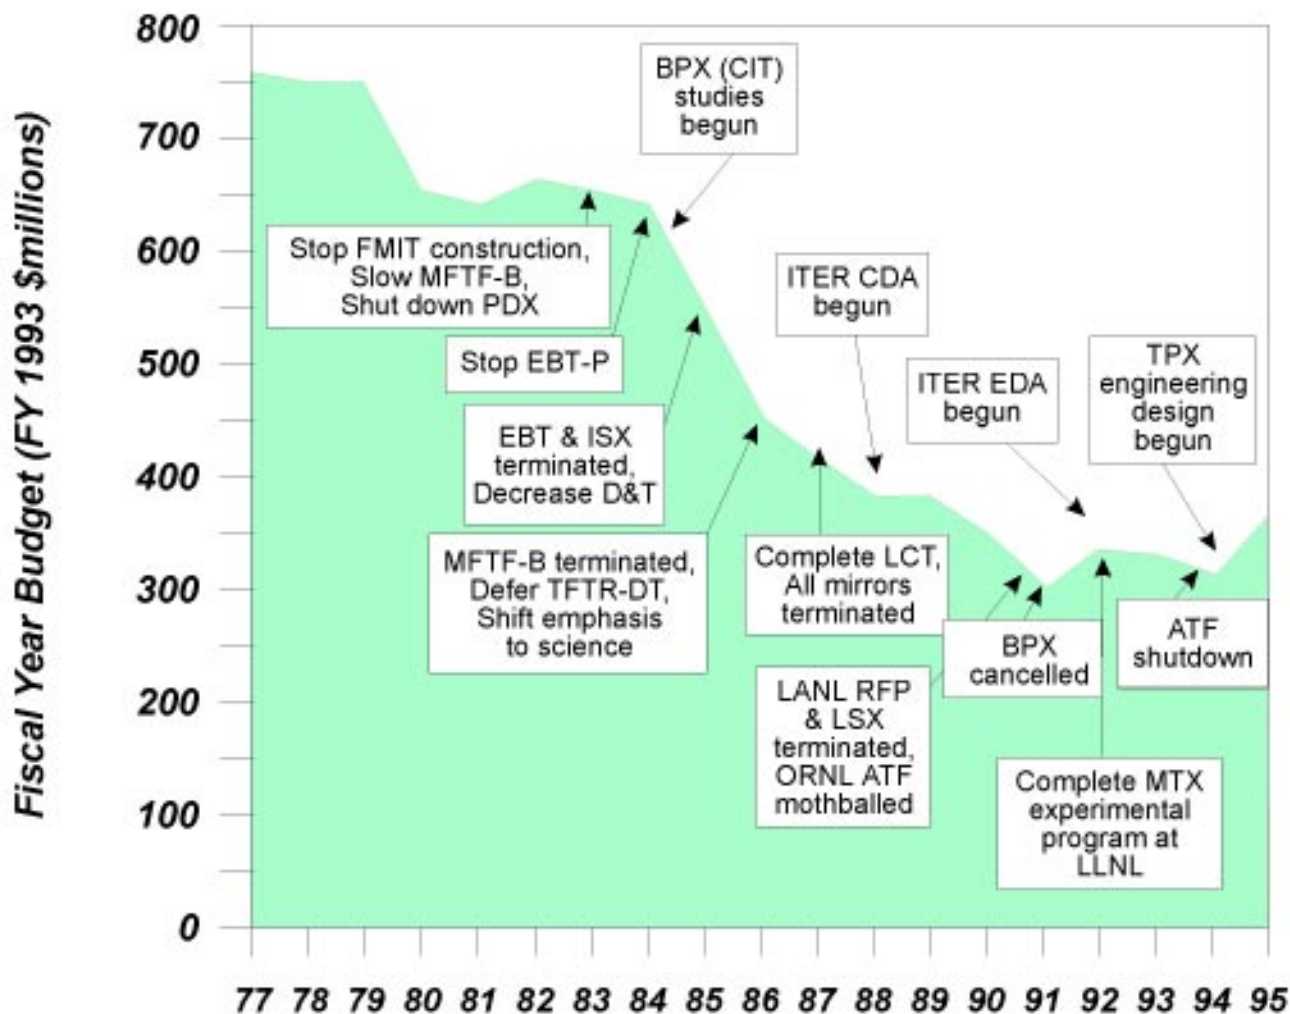 Fiscal Year Budget (FY 1993 $millions)
800
700
600
500
400
300
200
100
0
BPX (CIT)
studies
begun
Stop FMIT construction,
Slow MFTF-B,
Shut down PDX
Stop EBT-P
EBT & ISX
terminated,
Decrease D&T
MFTF-B terminated,
Defer TFTR-DT,
Shift emphasis
to science
ITER CDA
begun
Complete LCT,
All mirrors
terminated
ITER EDA
begun
TPX
engineering
design
begun
LANL RFP
& LSX
terminated,
ORNL ATF
mothballed
BPX
cancelled
ATF
shutdown
Complete MTX
experimental
program at
LLNL
77 78 79 80 81 82 83 84 85 86 87 88 89 90 91 92 93 94 95